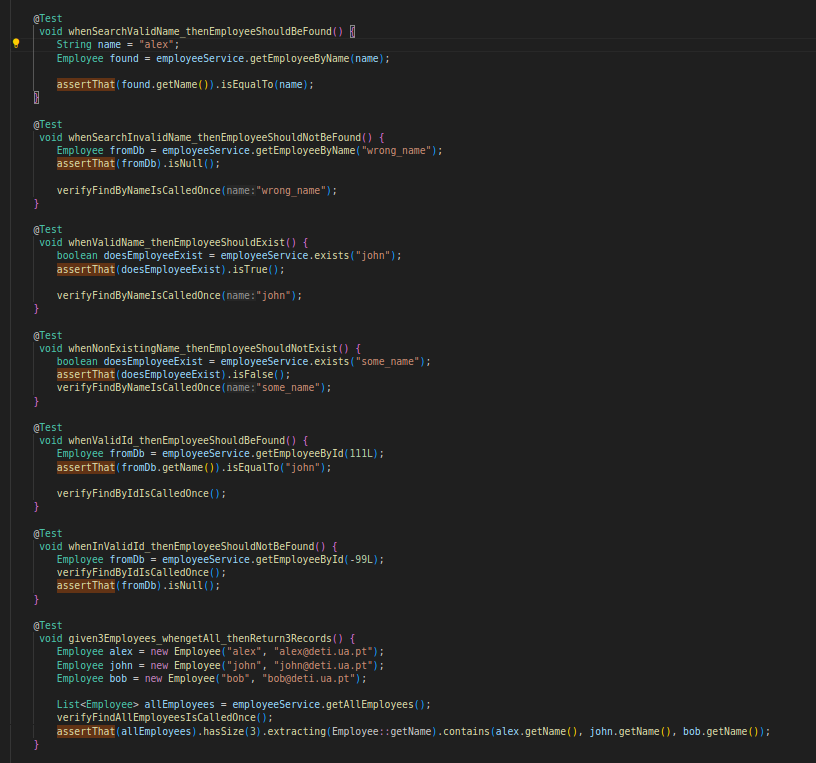 @Test
void whenSearchValidName_thenEmployeeShouldBeFound() {
String name = "alex";
Employee found = employeeService.getEmployeeByName(name);
assertThat(found.getName()).isEqualTo(name);
}
@Test
void whenSearchInvalidName_thenEmployeeShouldNotBeFound() {
Employee fromDb = employeeService.getEmployeeByName("wrong_name");
assertThat(fromDb).isNull();
verifyFindByNameIsCalledOnce(name:"wrong_name");
}
@Test
void whenValidName_thenEmployeeShouldExist() {
boolean doesEmployeeExist = employeeService.exists("john");
assertThat(doesEmployeeExist).isTrue();
verifyFindByNameIsCalledOnce(name:"john");
}
@Test
void whenNonExistingName_thenEmployeeShouldNotExist() {
boolean doesEmployeeExist = employeeService.exists("some_name");
assertThat(doesEmployeeExist).isFalse();
verifyFindByNameIsCalledOnce(name:"some_name");
}
@Test
void whenValidId_thenEmployeeShouldBeFound() {
Employee fromDb = employeeService.getEmployeeById(111L);
assertThat(fromDb.getName()).isEqualTo("john");
verifyFindByIdIsCalledOnce();
}
@Test
void whenInValidId_thenEmployeeShouldNotBeFound() {
Employee fromDb = employeeService.getEmployeeById(-99L);
verifyFindByIdIsCalledOnce();
assertThat(fromDb).isNull();
}
@Test
void given3Employees_whengetAll_thenReturn3Records() {
Employee alex = new Employee("alex", "alex@deti.ua.pt");
Employee john = new Employee("john", "john@deti.ua.pt");
Employee bob = new Employee("bob", "bob@deti.ua.pt");
List<Employee> allEmployees = employeeService.getAllEmployees();
verifyFindAllEmployeesIsCalledOnce();
assertThat(allEmployees).hasSize(3).extracting(Employee::getName).contains(alex.getName(), john.getName(), bob.getName());
}